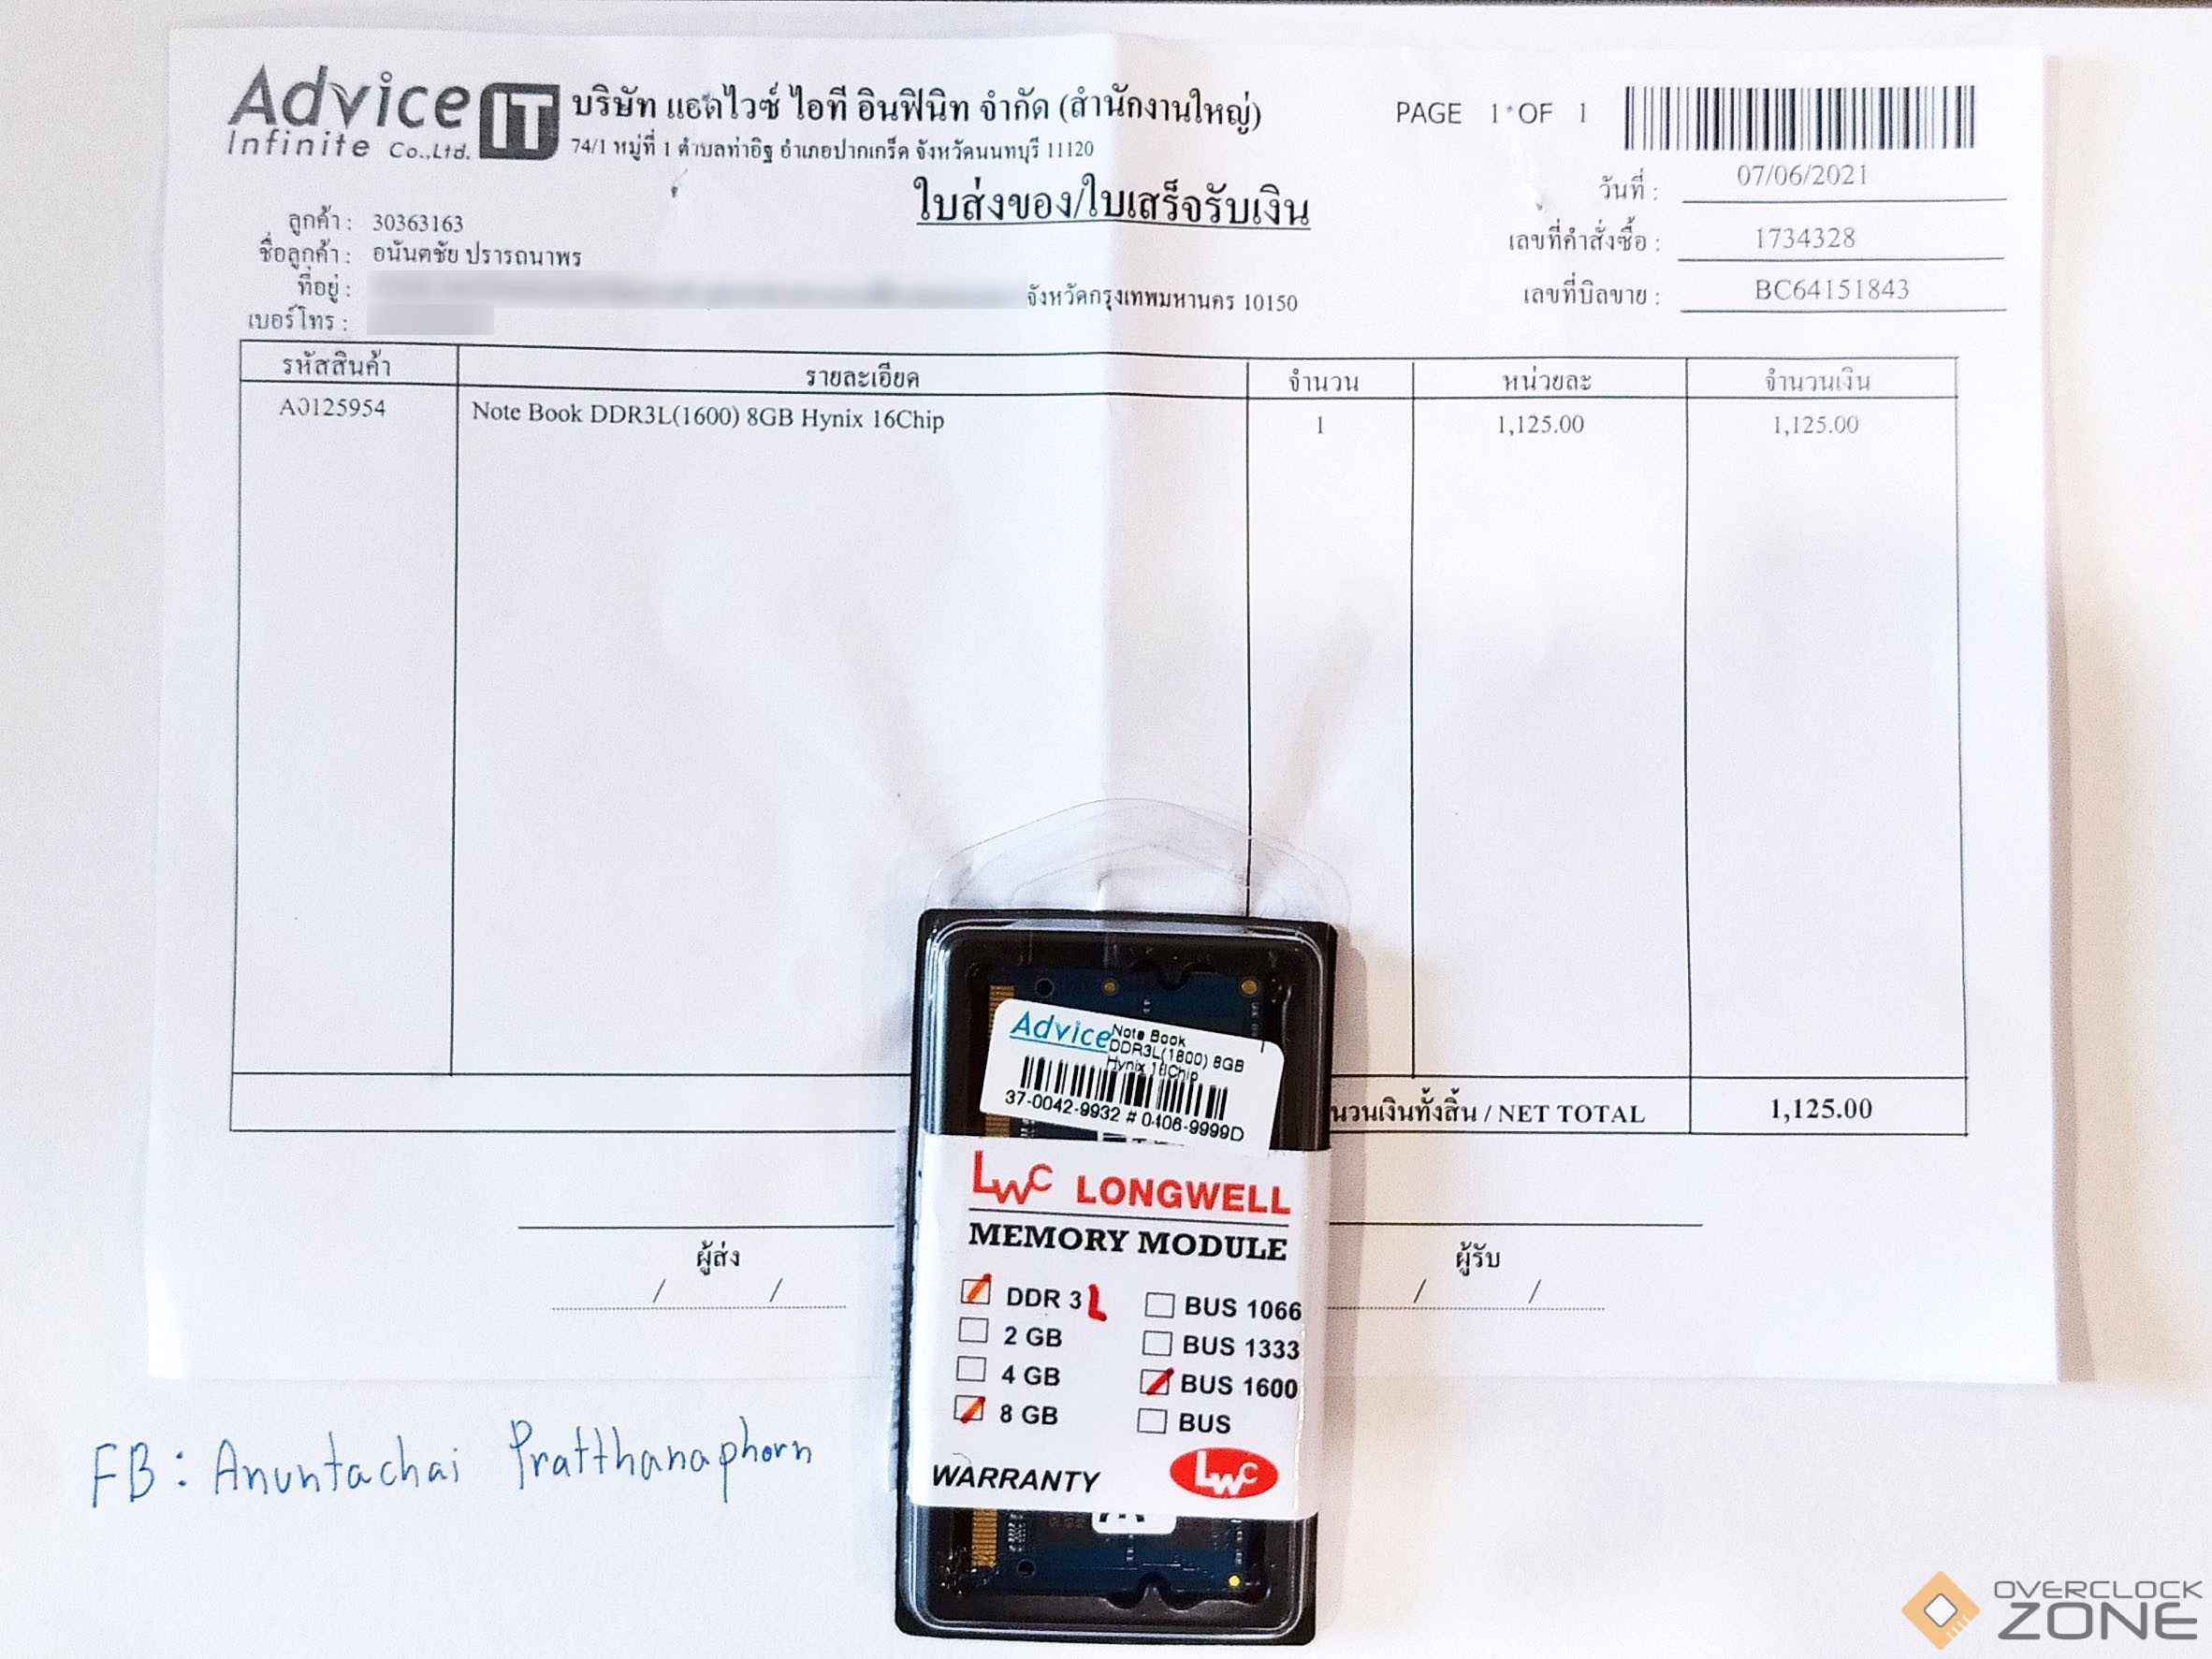 Advice IT
Infinite Co.,Ltd.
บริษัท แอดไวซ์ ไอที อินฟินิท จำกัด (สำนักงานใหญ่)
74/1 หมู่ที่ 1 ตำบลท่าอิฐ อำเภอปากเกร็ด จังหวัดนนทบุรี 11120
PAGE 1 OF 1
ใบส่งของ/ใบเสร็จรับเงิน
วันที่ : 07/06/2021
เลขที่คำสั่งซื้อ : 1734328
เลขที่บิลขาย : BC64151843
ลูกค้า : 30363163
ชื่อลูกค้า : อนันตชัย ปรารถนาพร
ที่อยู่ : จังหวัดกรุงเทพมหานคร 10150
เบอร์โทร :
รหัสสินค้า รายละเอียด จำนวน หน่วยละ จำนวนเงิน
A0125954 Note Book DDR3L(1600) 8GB Hynix 16Chip 1 1,125.00 1,125.00
นวนเงินทั้งสิ้น / NET TOTAL 1,125.00
ผู้ส่ง ผู้รับ
/ / / /
Advice Note Book
DDR3L(1600) 8GB
Hynix 16Chip
37-0042-9932 # 0406-9999D
LWC LONGWELL
MEMORY MODULE
DDR 3 L BUS 1066
2 GB BUS 1333
4 GB BUS 1600
8 GB BUS
WARRANTY LWC
FB : Anuntachai Pratthanaphorn
OVERCLOCK
ZONE